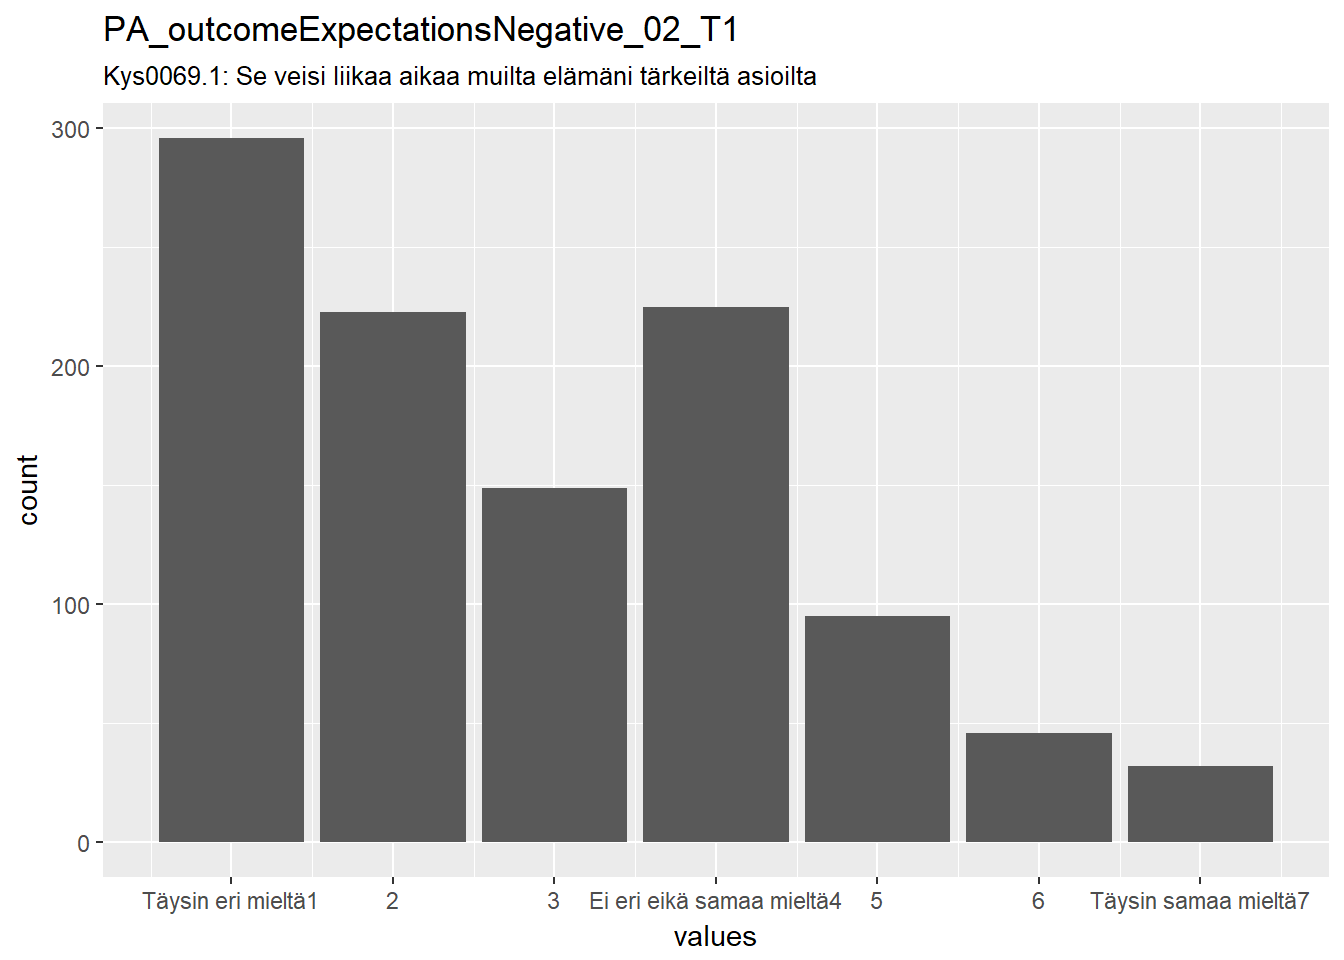 PA_outcomeExpectationsNegative_02_T1
Kys0069.1: Se veisi liikaa aikaa muilta elämäni tärkeiltä asioilta
300
200
100
0
count
Täysin eri mieltä1 2 3 Ei eri eikä samaa mieltä4 5 6 Täysin samaa mieltä7
values